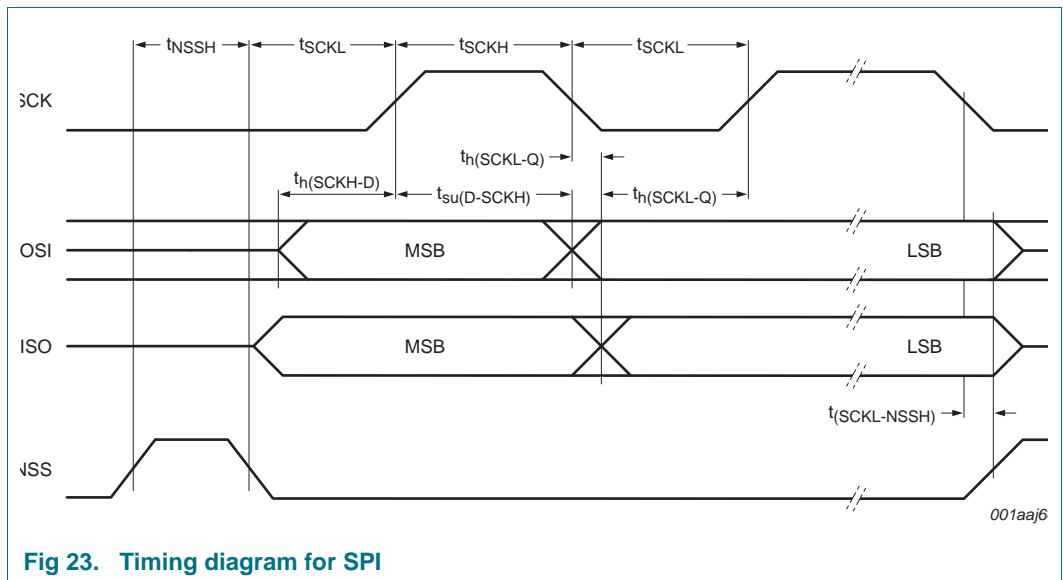 tNSSH tSCKL tSCKH tSCKL
SCK
th(SCKL-Q)
th(SCKH-D)
tsu(D-SCKH) th(SCKL-Q)
OSI MSB LSB
ISO MSB LSB
t(SCKL-NSSH)
NSS
001aaj6
Fig 23. Timing diagram for SPI